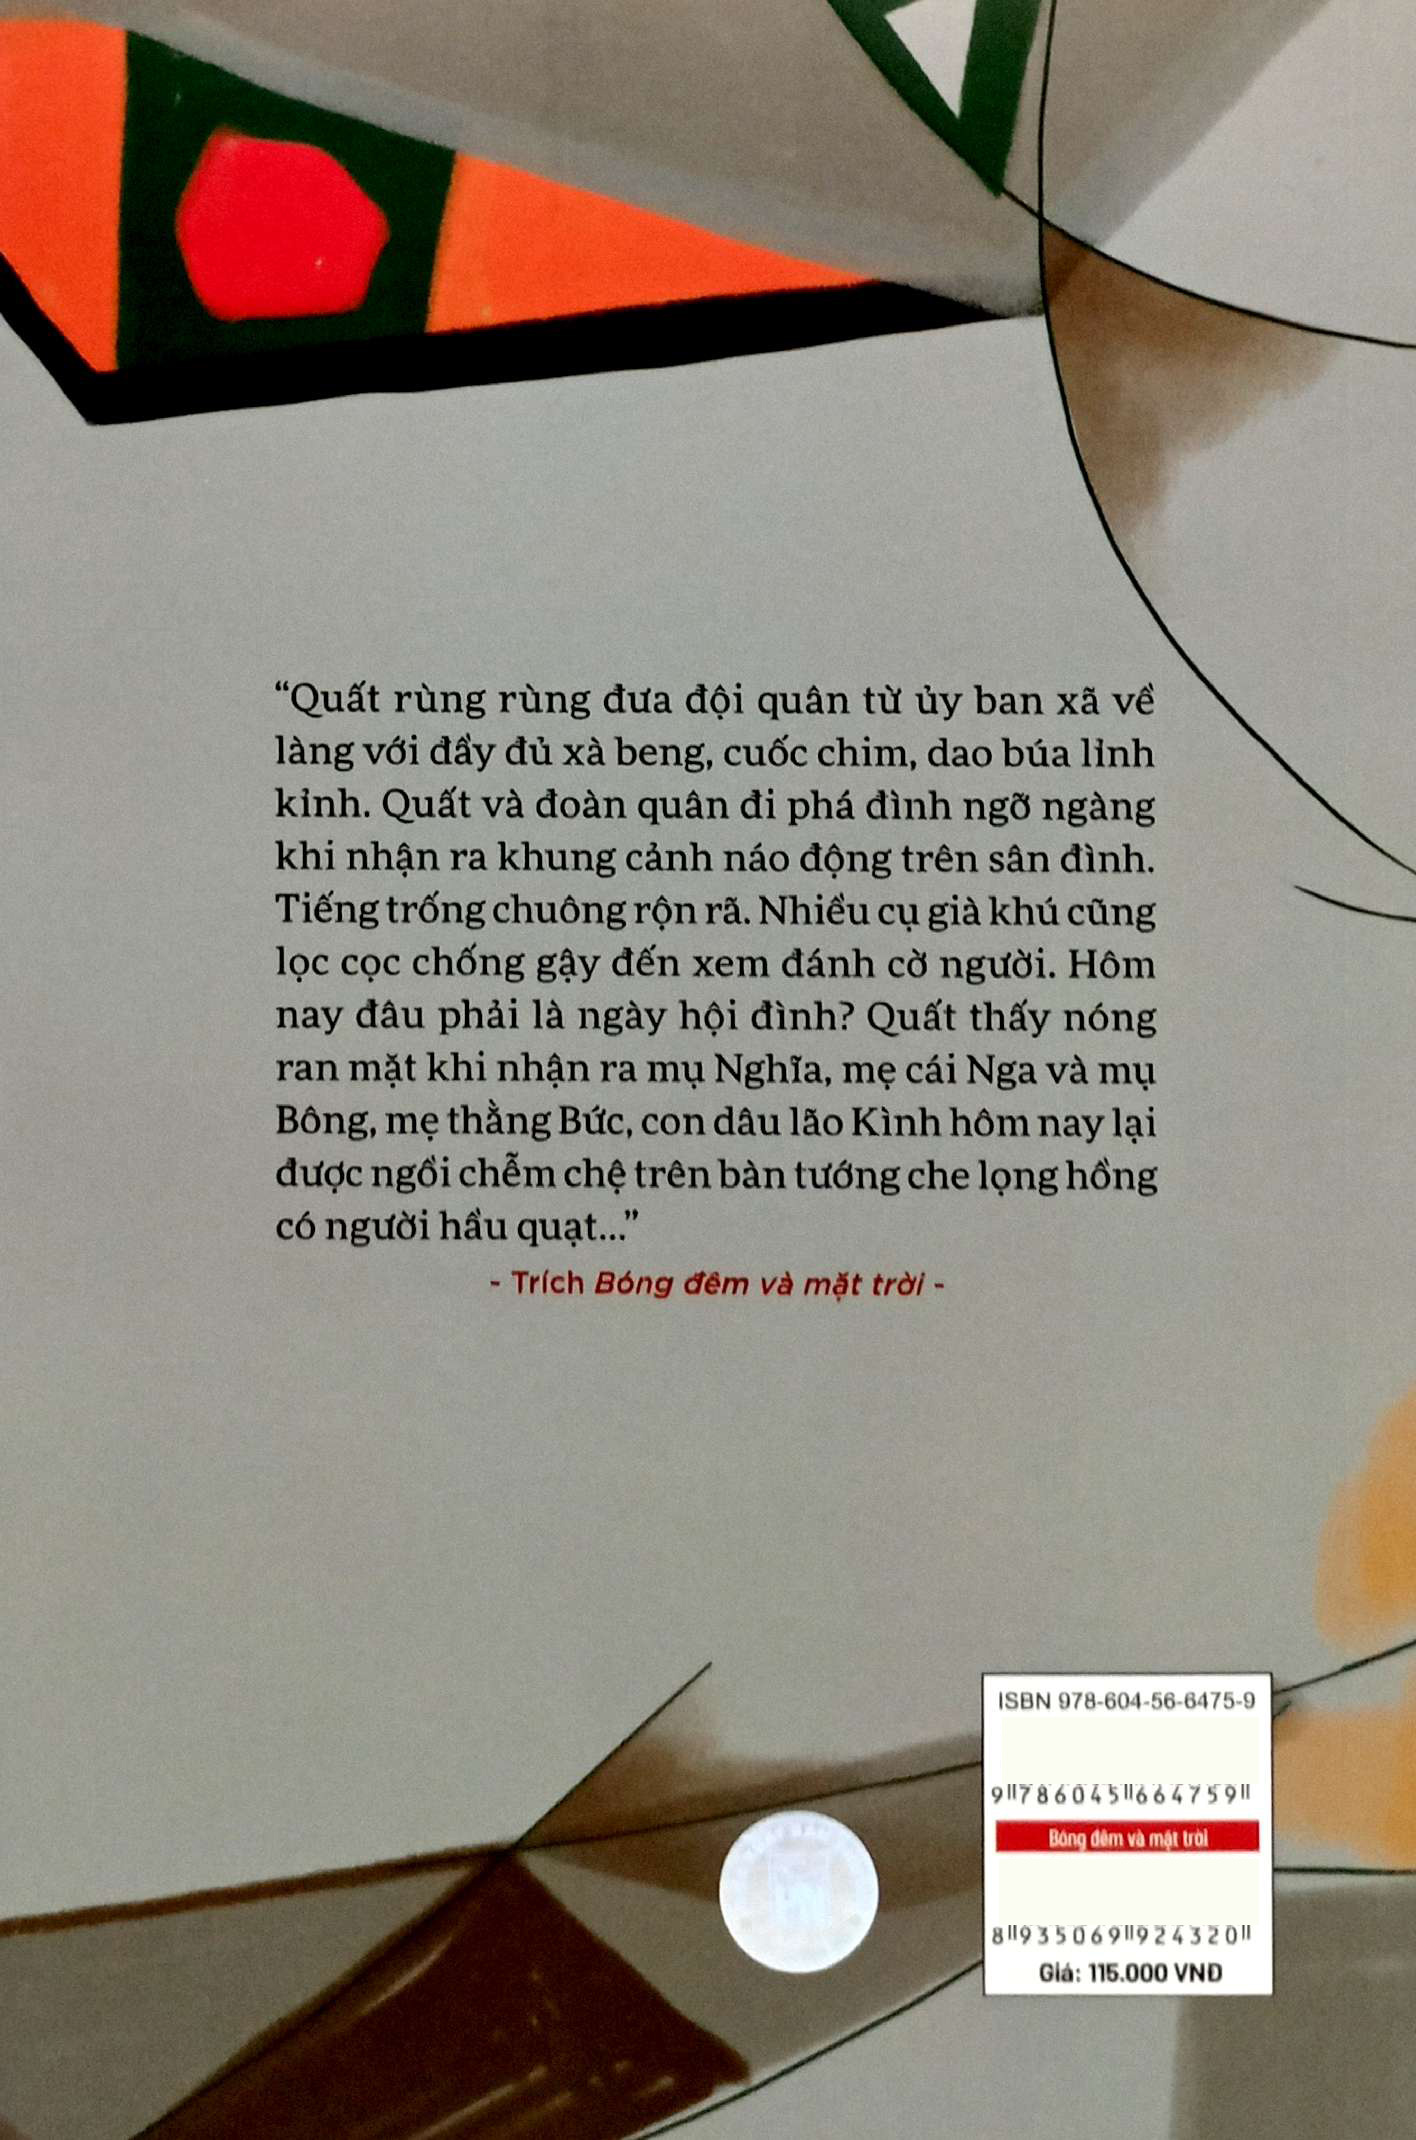 “Quất rùng rùng đưa đội quân từ ủy ban xã về
làng với đầy đủ xà beng, cuốc chim, dao búa lỉnh
kỉnh. Quất và đoàn quân đi phá đình ngỡ ngàng
khi nhận ra khung cảnh náo động trên sân đình.
Tiếng trống chuông rộn rã. Nhiều cụ già khú cũng
lọc cọc chống gậy đến xem đánh cờ người. Hôm
nay đâu phải là ngày hội đình? Quất thấy nóng
ran mặt khi nhận ra mụ Nghĩa, mẹ cái Nga và mụ
Bông, mẹ thằng Bức, con dâu lão Kình hôm nay lại
được ngồi chễm chệ trên bàn tướng che lọng hồng
có người hầu quạt...”
- Trích Bóng đêm và mặt trời -
ISBN 978-604-56-6475-9
9 786045 664759
Bóng đêm và mặt trời
8 935069 924320
Giá: 115.000 VNĐ